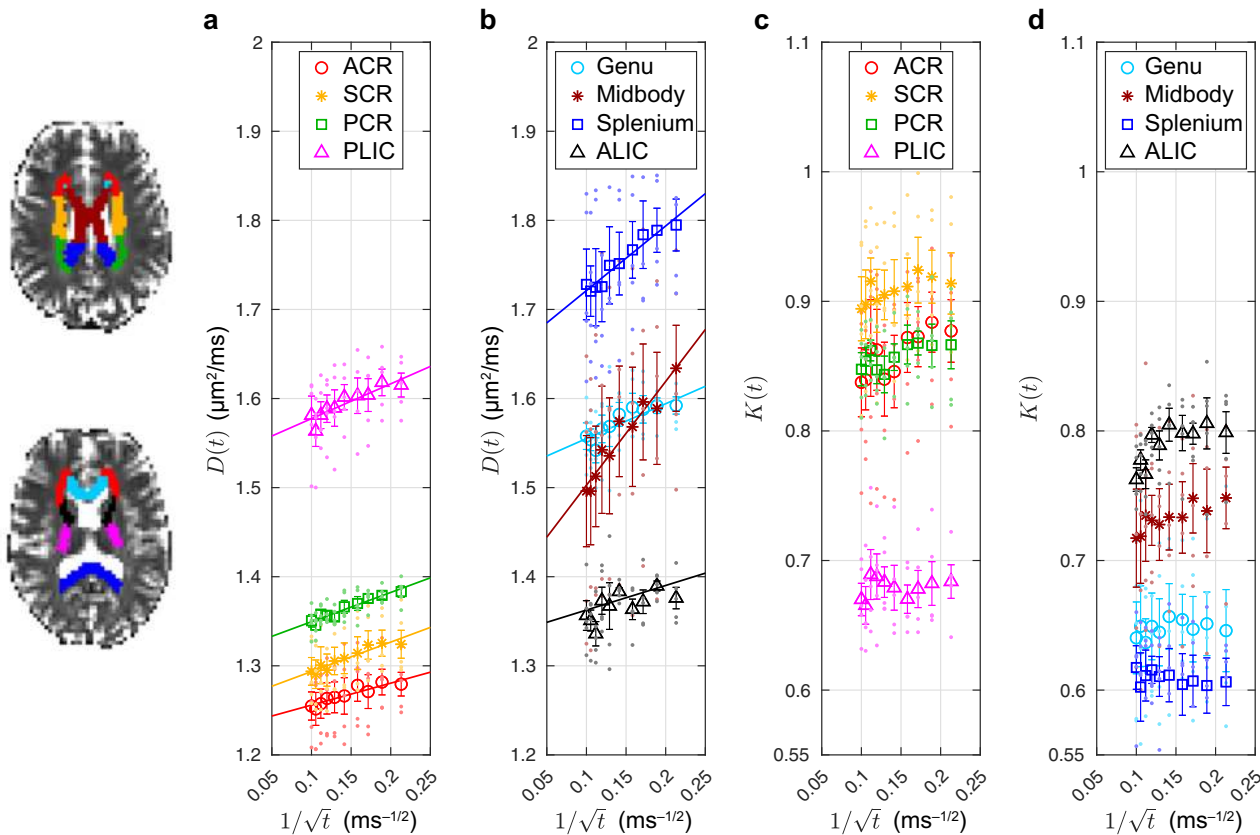 a
b
c
d
2
1.9
1.8
1.7
1.6
1.5
1.4
1.3
1.2
D(t) (µm²/ms)
ACR
SCR
PCR
PLIC
0.05
0.1
0.15
0.2
0.25
1/√t (ms⁻¹/²)
2
1.9
1.8
1.7
1.6
1.5
1.4
1.3
1.2
D(t) (µm²/ms)
Genu
Midbody
Splenium
ALIC
0.05
0.1
0.15
0.2
0.25
1/√t (ms⁻¹/²)
1.1
1
0.9
0.8
0.7
0.6
0.55
K(t)
ACR
SCR
PCR
PLIC
0.05
0.1
0.15
0.2
0.25
1/√t (ms⁻¹/²)
1.1
1
0.9
0.8
0.7
0.6
0.55
K(t)
Genu
Midbody
Splenium
ALIC
0.05
0.1
0.15
0.2
0.25
1/√t (ms⁻¹/²)